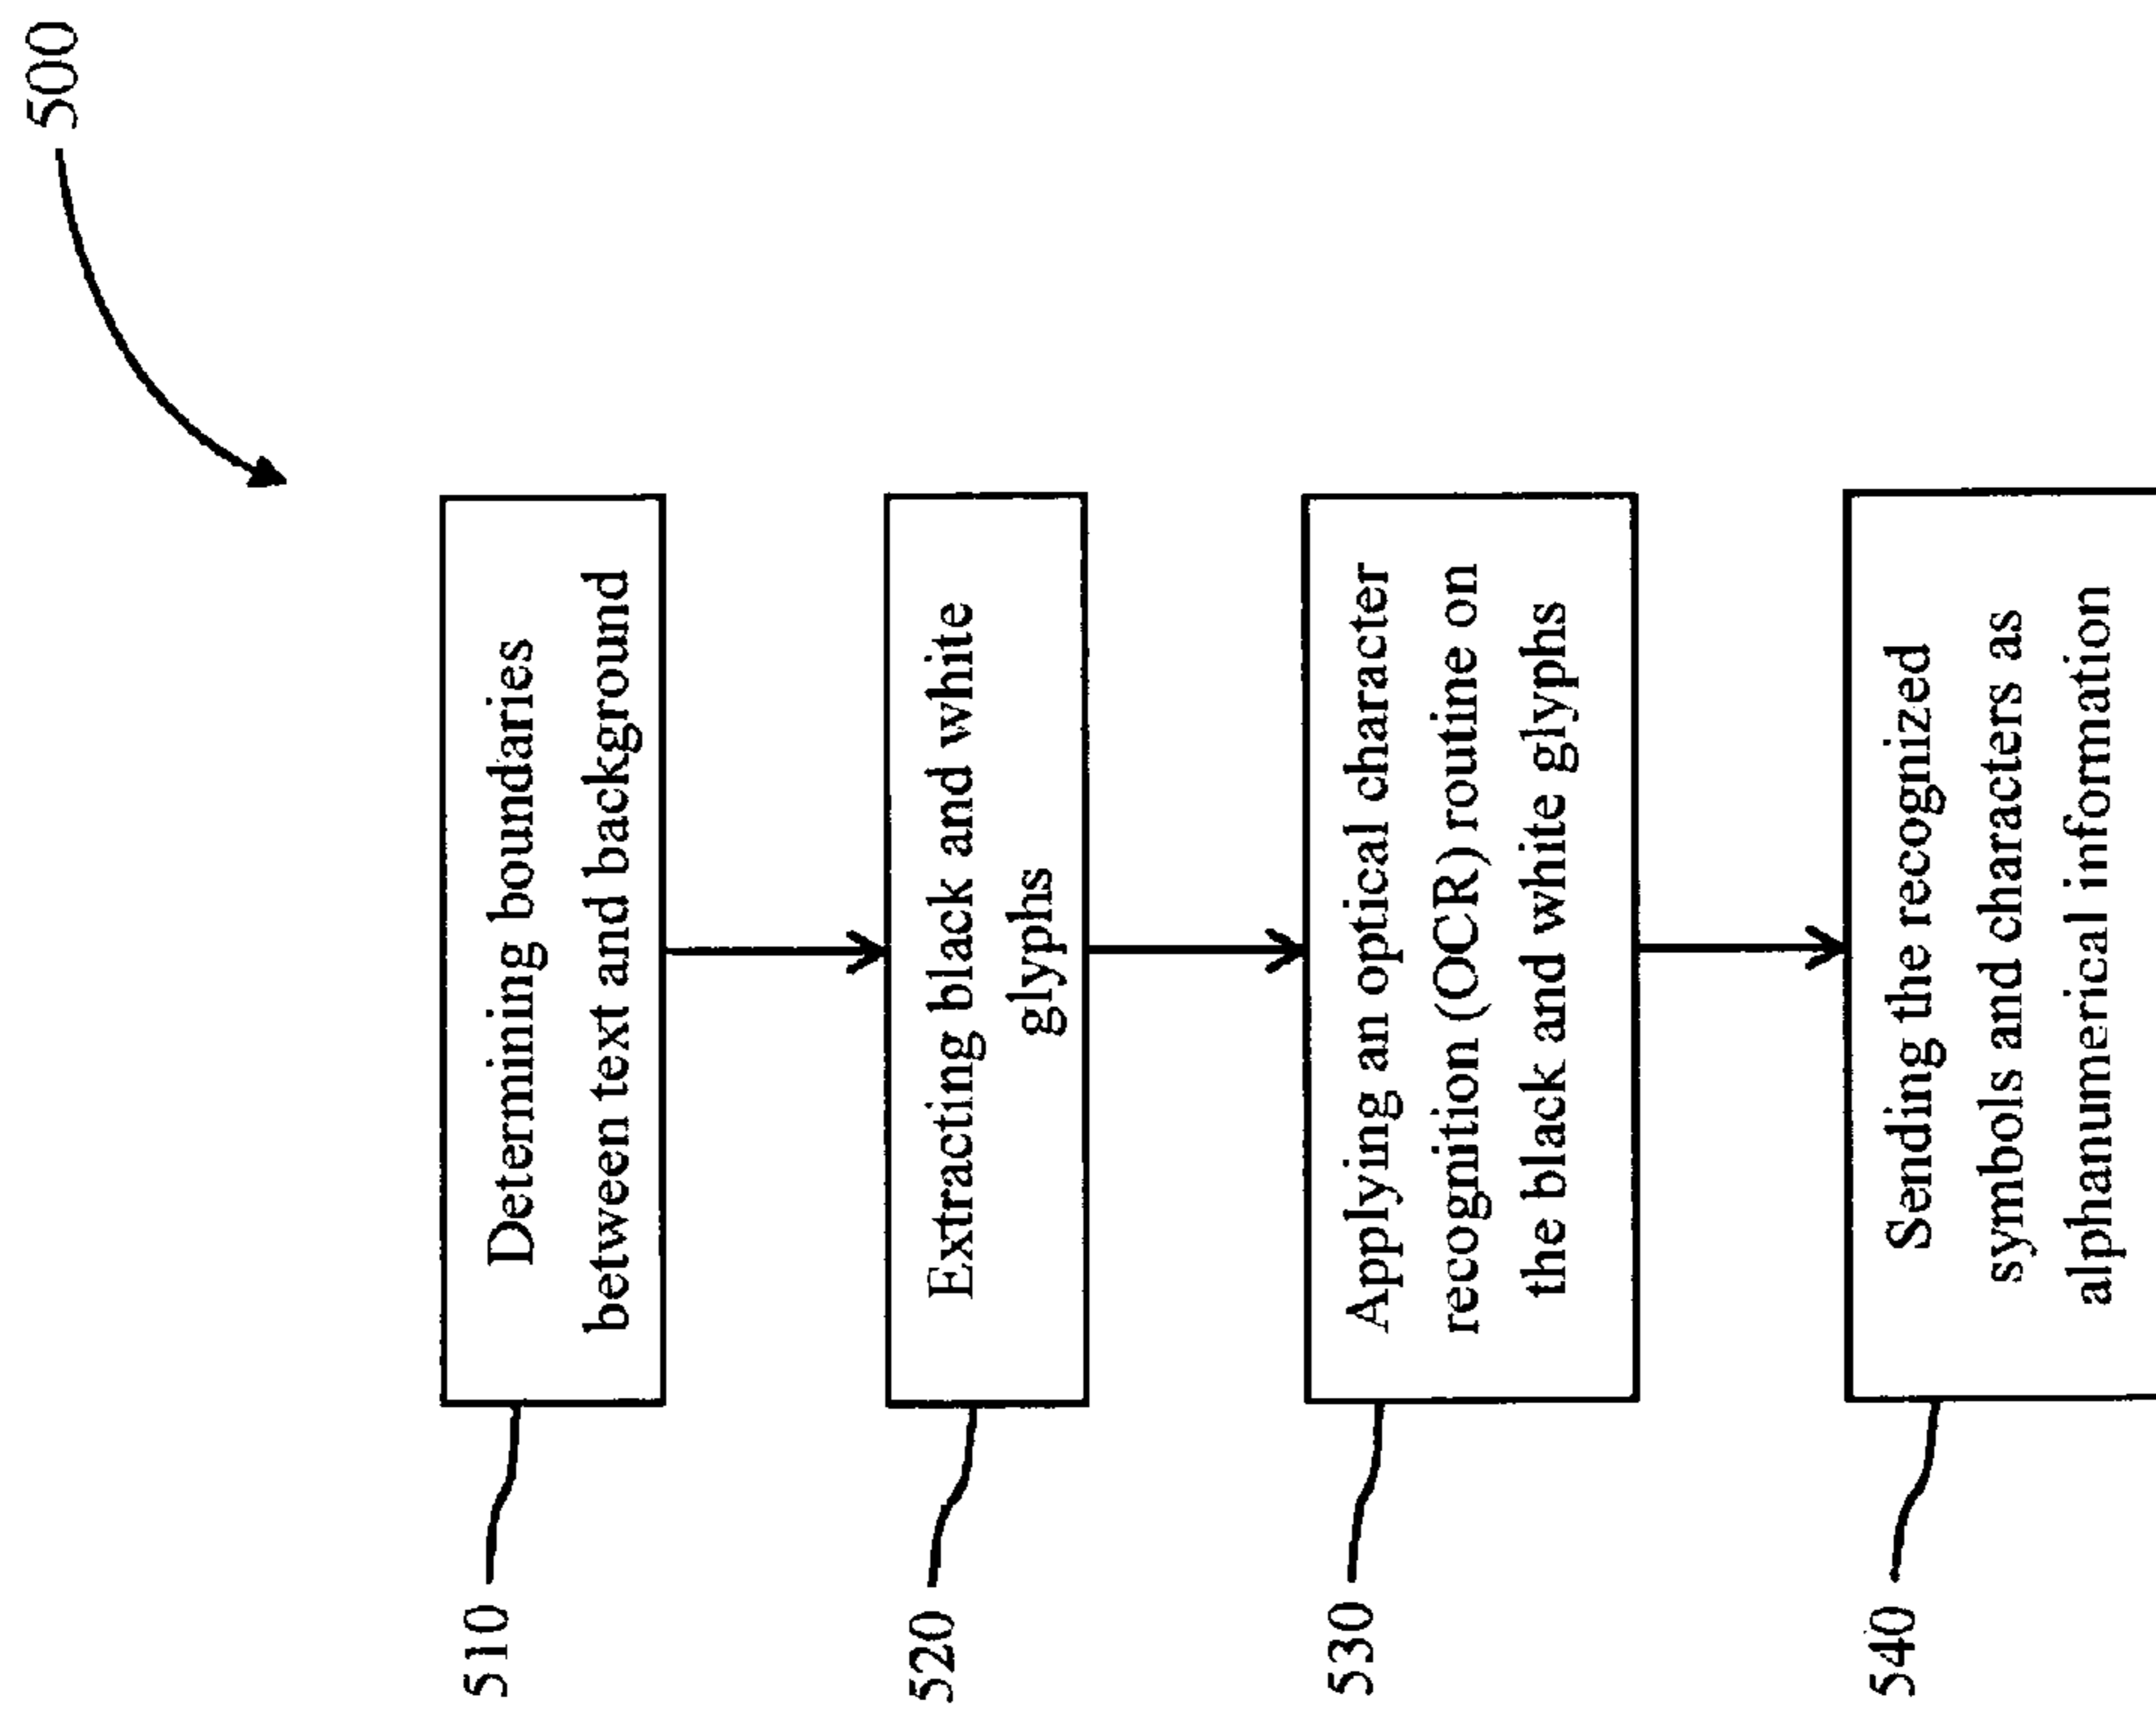 500
510
Determining boundaries
between text and background
520
Extracting black and white
glyphs
530
Applying an optical character
recognition (OCR) routine on
the black and white glyphs
540
Sending the recognized
symbols and characters as
alphanumerical information